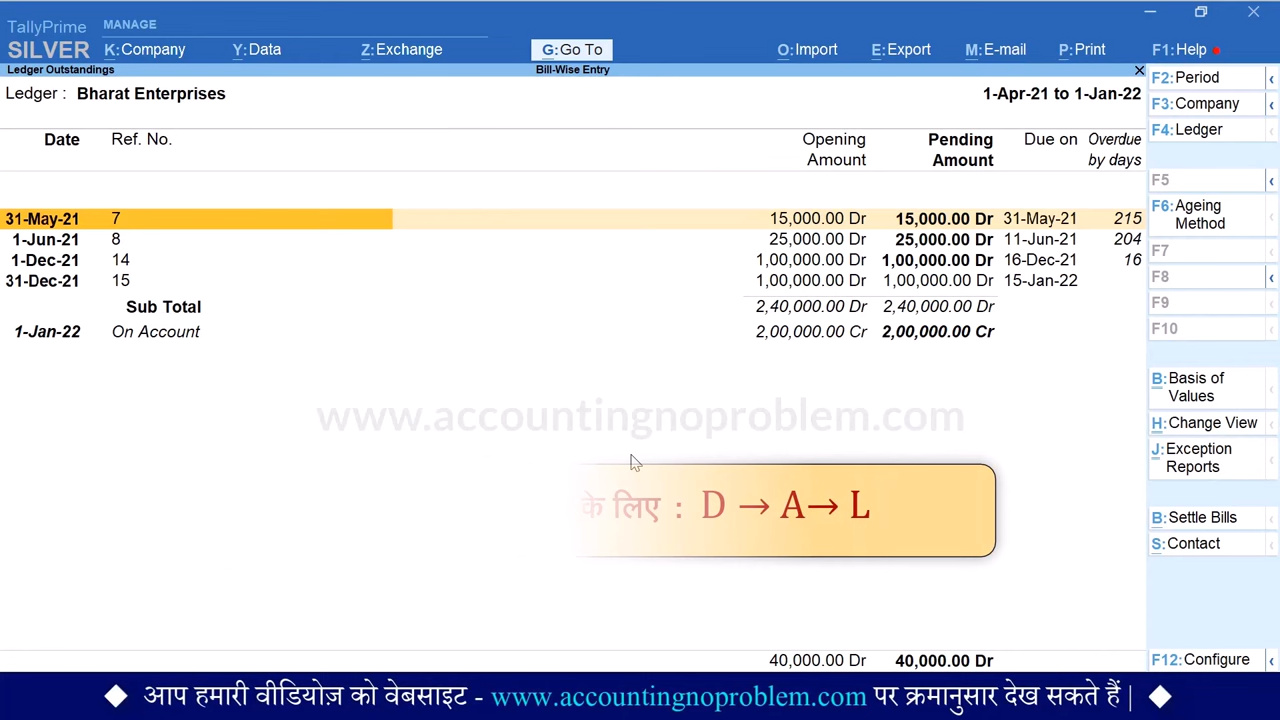 TallyPrime
MANAGE
SILVER
K:Company Y:Data Z:Exchange G:Go To O:Import E:Export M:E-mail P:Print F1:Help
Ledger Outstandings Bill-Wise Entry
Ledger : Bharat Enterprises 1-Apr-21 to 1-Jan-22
Date Ref. No. Opening Amount Pending Amount Due on Overdue by days
31-May-21 7 15,000.00 Dr 15,000.00 Dr 31-May-21 215
1-Jun-21 8 25,000.00 Dr 25,000.00 Dr 11-Jun-21 204
1-Dec-21 14 1,00,000.00 Dr 1,00,000.00 Dr 16-Dec-21 16
31-Dec-21 15 1,00,000.00 Dr 1,00,000.00 Dr 15-Jan-22
Sub Total 2,40,000.00 Dr 2,40,000.00 Dr
1-Jan-22 On Account 2,00,000.00 Cr 2,00,000.00 Cr
www.accountingnoproblem.com
के लिए : D → A→ L
40,000.00 Dr 40,000.00 Dr
F2:Period
F3:Company
F4:Ledger
F5
F6:Ageing
Method
F7
F8
F9
F10
B:Basis of
Values
H:Change View
J:Exception
Reports
B:Settle Bills
S:Contact
F12:Configure
◆ आप हमारी वीडियोज़ को वेबसाइट - www.accountingnoproblem.com पर क्रमानुसार देख सकते हैं | ◆